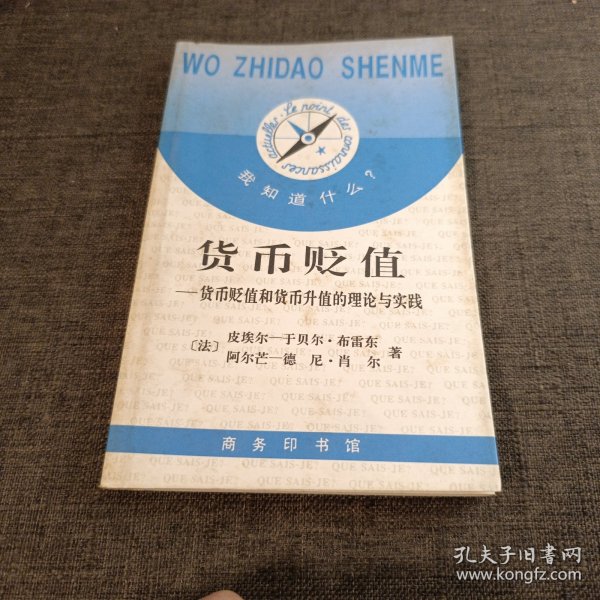 WO ZHIDAO SHENME
Le point des connaissances actuelles
我知道什么？
货币贬值
——货币贬值和货币升值的理论与实践
〔法〕
皮埃尔—于贝尔·布雷东
阿尔芒—德 尼·肖 尔
著
QUE SAIS-JE?
商务印书馆
孔夫子旧书网
www.kongfz.com